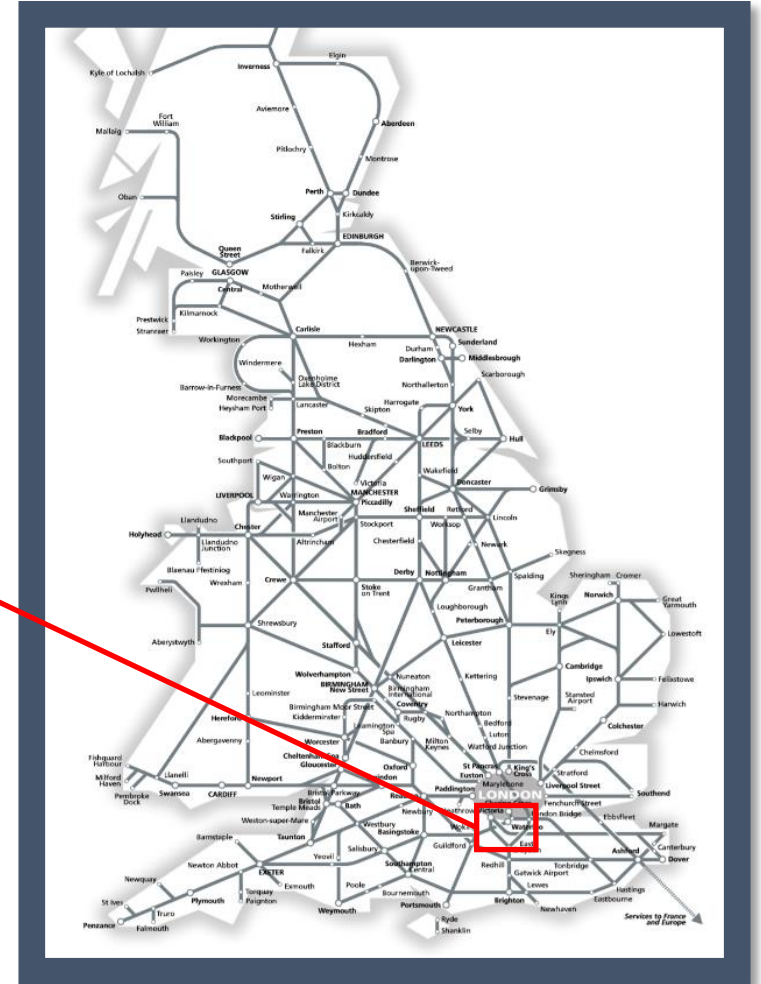 Elgin
Inverness
Kyle of Lochalsh
Aviemore
Fort
William
Aberdeen
Mallaig
Pitlochry
Montrose
Perth
Dundee
Oban
Stirling
Kirkcaldy
EDINBURGH
Queen
Street
Falkirk
Berwick-
upon-Tweed
Paisley
GLASGOW
Central
Motherwell
Prestwick
Kilmarnock
Stranraer
Carlisle
NEWCASTLE
Workington
Hexham
Sunderland
Durham
Darlington
Middlesbrough
Windermere
Scarborough
Oxenholme
Lake District
Barrow-in-Furness
Northallerton
Morecambe
Lancaster
Harrogate
York
Heysham Port
Skipton
Blackpool
Preston
Bradford
LEEDS
Selby
Hull
Blackburn
Huddersfield
Southport
Bolton
Wakefield
Wigan
Victoria
Doncaster
MANCHESTER
Grimsby
LIVERPOOL
Warrington
Piccadilly
Sheffield
Retford
Manchester
Airport
Lincoln
Llandudno
Chester
Stockport
Worksop
Holyhead
Llandudno
Junction
Altrincham
Chesterfield
Newark
Skegness
Blaenau Ffestiniog
Derby
Nottingham
Spalding
Sheringham
Cromer
Pwllheli
Wrexham
Crewe
Stoke
on Trent
Grantham
Kings
Lynn
Norwich
Great
Yarmouth
Loughborough
Shrewsbury
Peterborough
Ely
Lowestoft
Aberystwyth
Stafford
Leicester
Cambridge
Wolverhampton
Nuneaton
Kettering
Ipswich
Felixstowe
BIRMINGHAM
New Street
Birmingham
International
Leominster
Stevenage
Stansted
Airport
Harwich
Birmingham Moor Street
Coventry
Kidderminster
Rugby
Northampton
Hereford
Leamington
Spa
Bedford
Colchester
Abergavenny
Worcester
Banbury
Milton
Keynes
Luton
Watford Junction
Chelmsford
Fishguard
Harbour
Cheltenham Spa
Gloucester
Oxford
St Pancras
King's
Cross
Stratford
Milford
Haven
Llanelli
Newport
Euston
Marylebone
Liverpool Street
Pembroke
Dock
Swansea
CARDIFF
Paddington
LONDON
Southend
Bristol
Temple Meads
Parkway
Bath
Newbury
Heathrow
Victoria
Fenchurch Street
London Bridge
Ebbsfleet
Weston-super-Mare
Westbury
Basingstoke
Waterloo
Margate
Barnstaple
Taunton
Salisbury
Guildford
East
Ashford
Canterbury
Yeovil
Redhill
Tonbridge
Dover
Newton Abbot
EXETER
Southampton
Central
Gatwick Airport
Newquay
Exmouth
Poole
Lewes
Hastings
St Ives
Torquay
Paignton
Bournemouth
Eastbourne
Plymouth
Weymouth
Portsmouth
Brighton
Newhaven
Truro
Penzance
Falmouth
Ryde
Shanklin
Services to France
and Europe